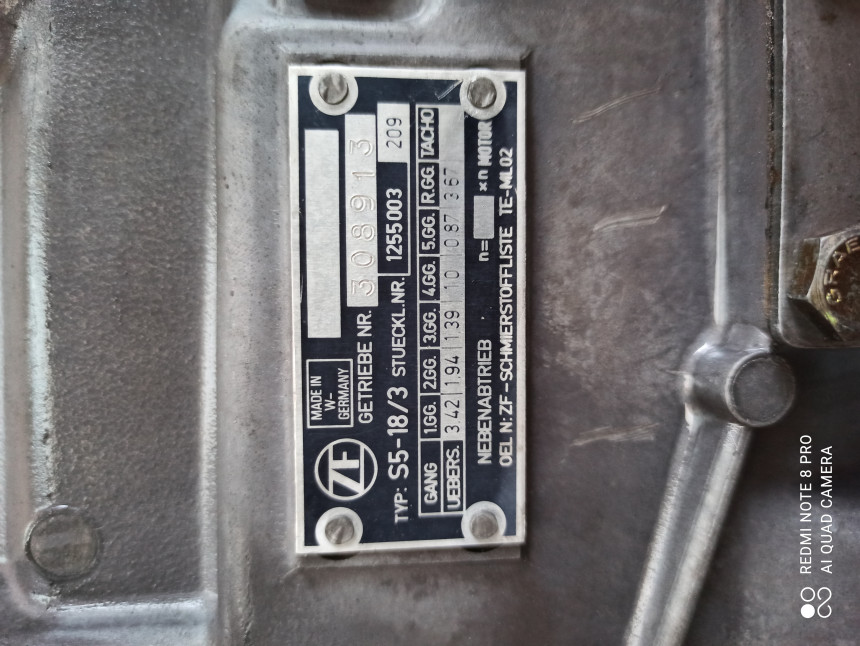 ZF
MADE IN
W-
GERMANY
GETRIEBE NR. 308913
TYP: S5-18/3 STUECKL.NR. 1255003 209
GANG 1.GG. 2.GG. 3.GG. 4.GG. 5.GG. R.GG. TACHO
UEBERS. 3.42 1.94 1.39 1.0 0.87 3.67
NEBENABTRIEB n= ×n MOTOR
OEL N: ZF-SCHMIERSTOFFLISTE TE-ML 02
REDMI NOTE 8 PRO
AI QUAD CAMERA